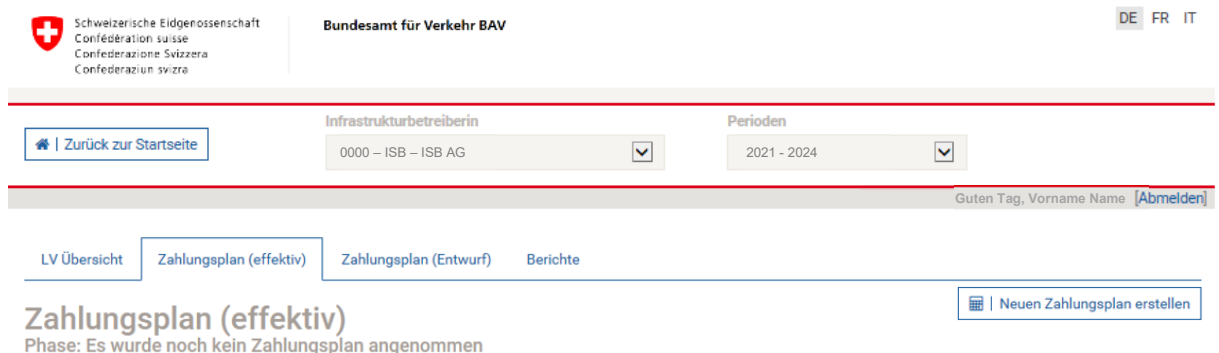 Schweizerische Eidgenossenschaft
Confédération suisse
Confederazione Svizzera
Confederaziun svizra
Bundesamt für Verkehr BAV
DE FR IT
Infrastrukturbetreiberin
Perioden
| Zurück zur Startseite
0000 – ISB – ISB AG
2021 - 2024
Guten Tag, Vorname Name [Abmelden]
LV Übersicht
Zahlungsplan (effektiv)
Zahlungsplan (Entwurf)
Berichte
| Neuen Zahlungsplan erstellen
Zahlungsplan (effektiv)
Phase: Es wurde noch kein Zahlungsplan angenommen